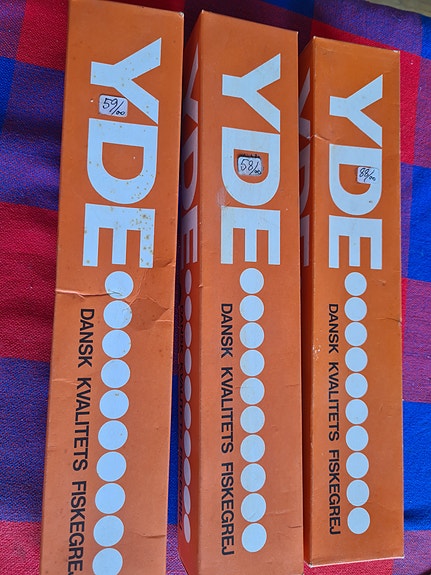 YDE
59/00
DANSK KVALITETS FISKEGREJ
YDE
58/00
DANSK KVALITETS FISKEGREJ
YDE
88/00
DANSK KVALITETS FISKEGREJ